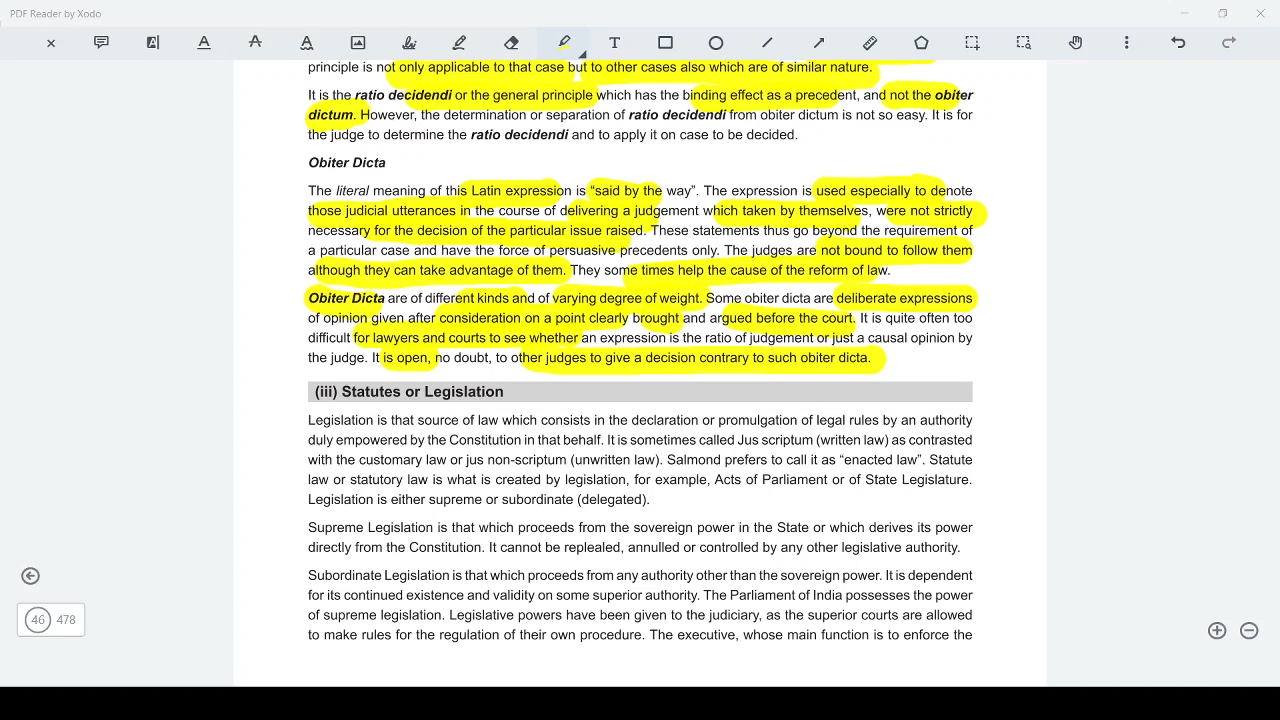 PDF Reader by Xodo
principle is not only applicable to that case but to other cases also which are of similar nature.
It is the ratio decidendi or the general principle which has the binding effect as a precedent, and not the obiter
dictum. However, the determination or separation of ratio decidendi from obiter dictum is not so easy. It is for
the judge to determine the ratio decidendi and to apply it on case to be decided.
Obiter Dicta
The literal meaning of this Latin expression is “said by the way”. The expression is used especially to denote
those judicial utterances in the course of delivering a judgement which taken by themselves, were not strictly
necessary for the decision of the particular issue raised. These statements thus go beyond the requirement of
a particular case and have the force of persuasive precedents only. The judges are not bound to follow them
although they can take advantage of them. They some times help the cause of the reform of law.
Obiter Dicta are of different kinds and of varying degree of weight. Some obiter dicta are deliberate expressions
of opinion given after consideration on a point clearly brought and argued before the court. It is quite often too
difficult for lawyers and courts to see whether an expression is the ratio of judgement or just a causal opinion by
the judge. It is open, no doubt, to other judges to give a decision contrary to such obiter dicta.
(iii) Statutes or Legislation
Legislation is that source of law which consists in the declaration or promulgation of legal rules by an authority
duly empowered by the Constitution in that behalf. It is sometimes called Jus scriptum (written law) as contrasted
with the customary law or jus non-scriptum (unwritten law). Salmond prefers to call it as “enacted law”. Statute
law or statutory law is what is created by legislation, for example, Acts of Parliament or of State Legislature.
Legislation is either supreme or subordinate (delegated).
Supreme Legislation is that which proceeds from the sovereign power in the State or which derives its power
directly from the Constitution. It cannot be replealed, annulled or controlled by any other legislative authority.
Subordinate Legislation is that which proceeds from any authority other than the sovereign power. It is dependent
for its continued existence and validity on some superior authority. The Parliament of India possesses the power
of supreme legislation. Legislative powers have been given to the judiciary, as the superior courts are allowed
to make rules for the regulation of their own procedure. The executive, whose main function is to enforce the
46 478